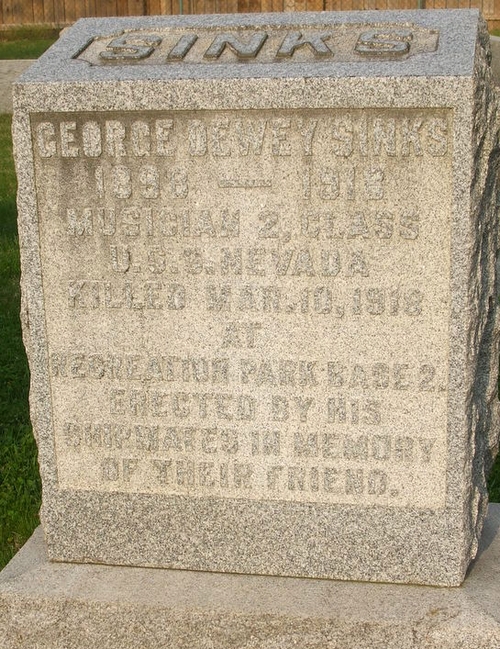 SINKS
GEORGE DEWEY SINKS
1898 — 1918
MUSICIAN 2, CLASS
U.S.S. NEVADA
KILLED MAR. 10, 1918
AT
RECREATION PARK BASE 2.
ERECTED BY HIS
SHIPMATES IN MEMORY
OF THEIR FRIEND.